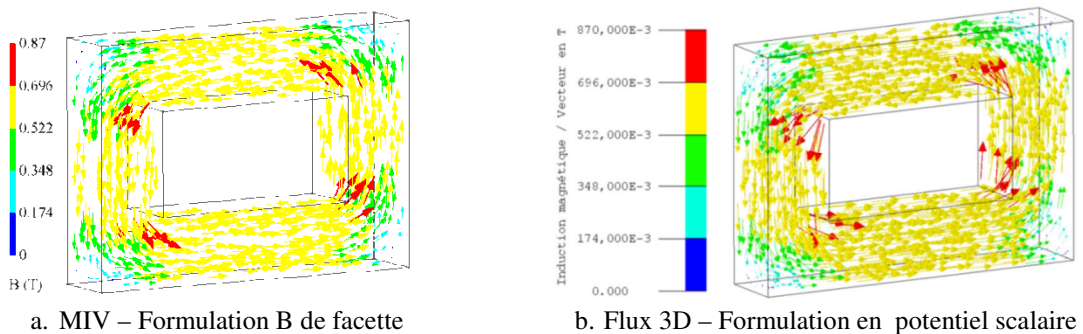 0.87
0.696
0.522
0.348
0.174
0
B (T)
a. MIV – Formulation B de facette
Induction magnétique / Vecteur en T
870,000E-3
696,000E-3
522,000E-3
348,000E-3
174,000E-3
0.000
b. Flux 3D – Formulation en potentiel scalaire